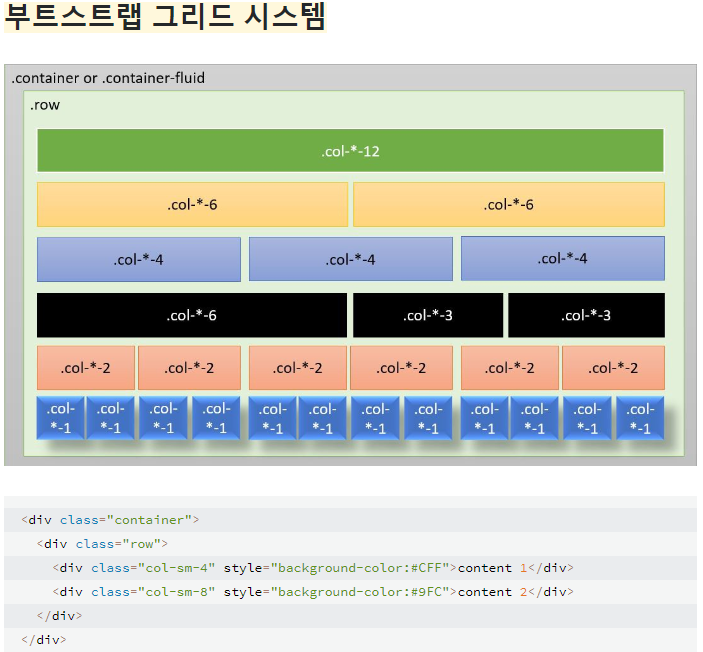 부트스트랩 그리드 시스템
.container or .container-fluid
.row
.col-*-12
.col-*-6 .col-*-6
.col-*-4 .col-*-4 .col-*-4
.col-*-6 .col-*-3 .col-*-3
.col-*-2 .col-*-2 .col-*-2 .col-*-2 .col-*-2 .col-*-2
.col- .col- .col- .col- .col- .col- .col- .col- .col- .col- .col- .col-
*-1 *-1 *-1 *-1 *-1 *-1 *-1 *-1 *-1 *-1 *-1 *-1
<div class="container">
<div class="row">
<div class="col-sm-4" style="background-color:#CFF">content 1</div>
<div class="col-sm-8" style="background-color:#9FC">content 2</div>
</div>
</div>